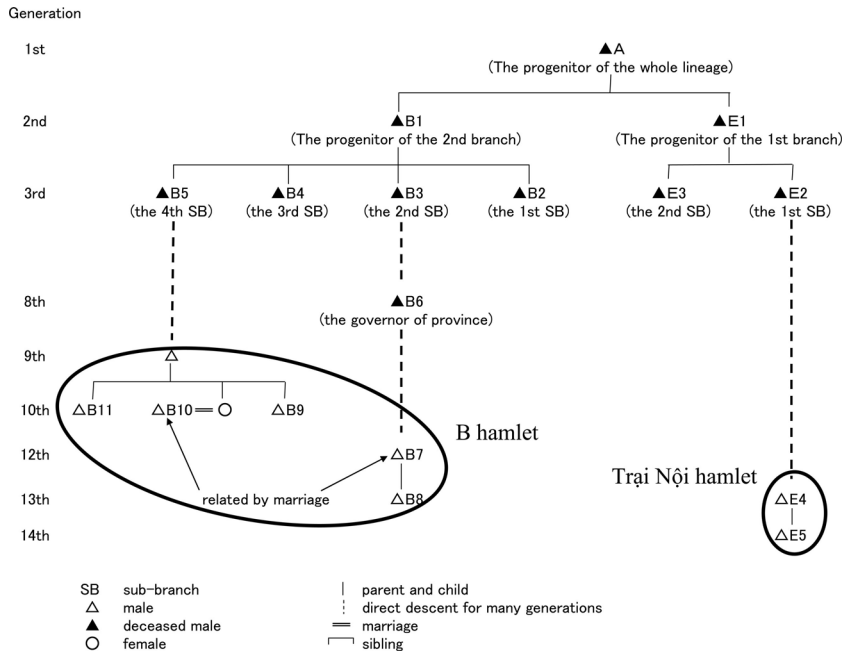 Generation
1st
▲A
(The progenitor of the whole lineage)
2nd
▲B1
▲E1
(The progenitor of the 2nd branch)
(The progenitor of the 1st branch)
3rd
▲B5
▲B4
▲B3
▲B2
▲E3
▲E2
(the 4th SB)
(the 3rd SB)
(the 2nd SB)
(the 1st SB)
(the 2nd SB)
(the 1st SB)
8th
▲B6
(the governor of province)
9th
△
10th
△B11
△B10
○
△B9
B hamlet
12th
△B7
related by marriage
Trại Nội hamlet
13th
△B8
△E4
14th
△E5
SB sub-branch
△ male
▲ deceased male
○ female
parent and child
direct descent for many generations
marriage
sibling